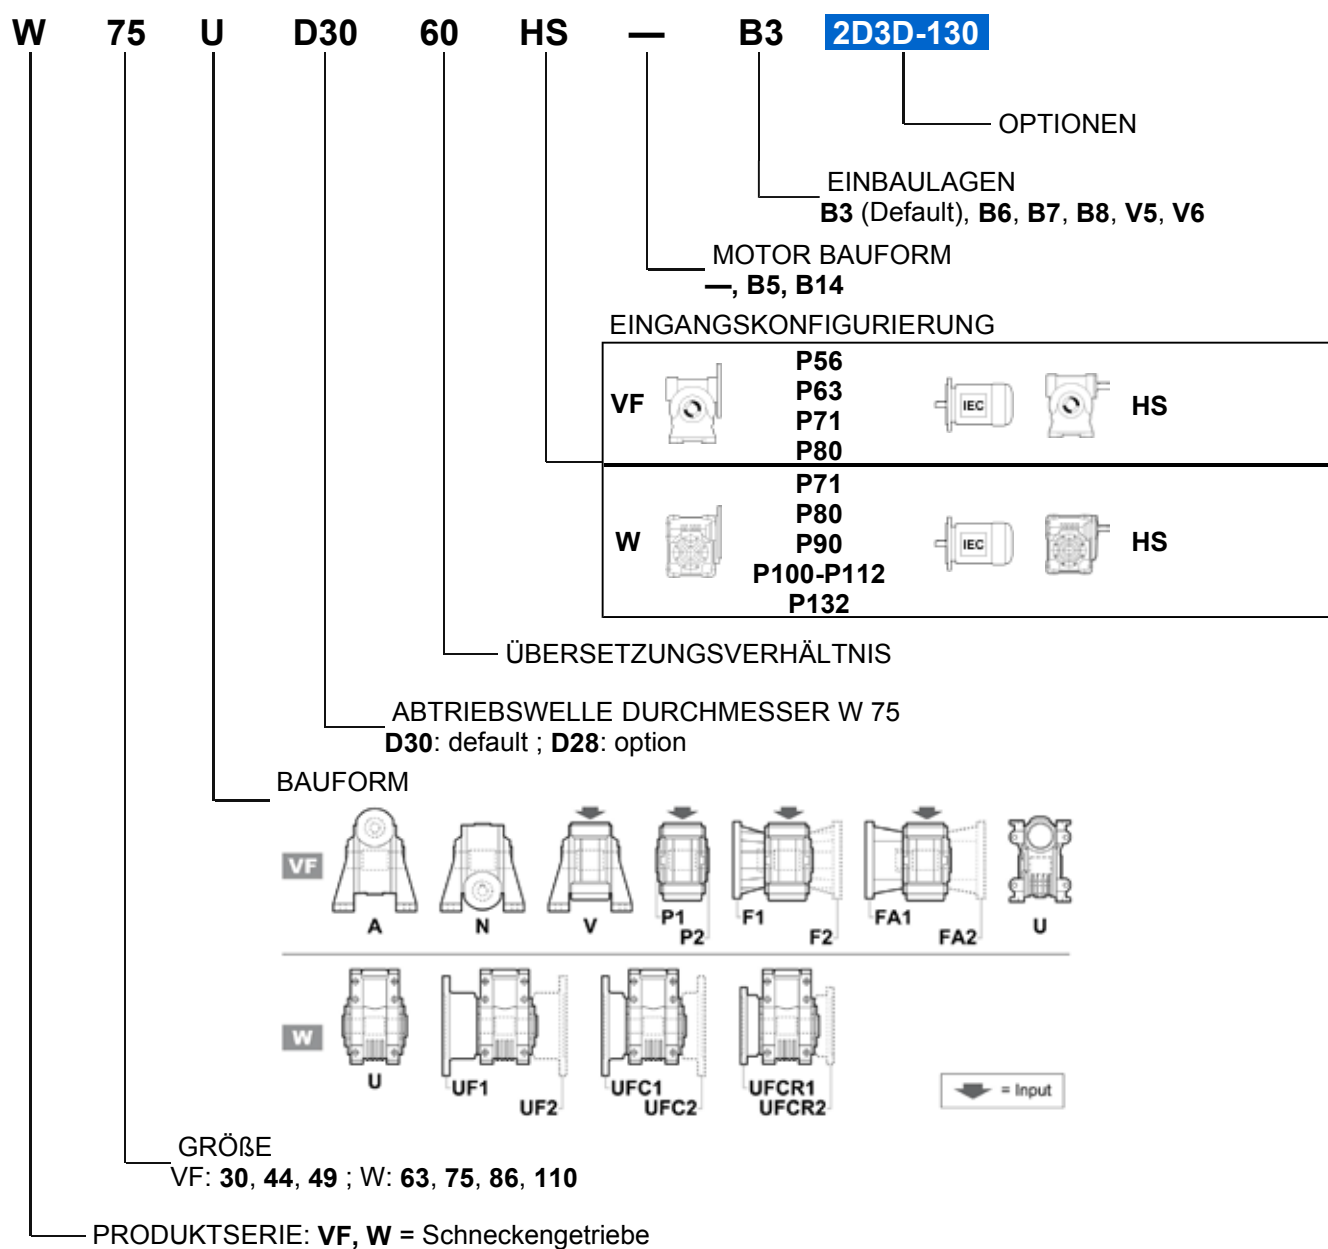 W 75 U D30 60 HS — B3 2D3D-130
OPTIONEN
EINBAULAGEN
B3 (Default), B6, B7, B8, V5, V6
MOTOR BAUFORM
—, B5, B14
EINGANGSKONFIGURIERUNG
VF
P56
P63
P71
P80
IEC
HS
W
P71
P80
P90
P100-P112
P132
IEC
HS
ÜBERSETZUNGSVERHÄLTNIS
ABTRIEBSWELLE DURCHMESSER W 75
D30: default ; D28: option
BAUFORM
VF
A
N
V
P1
P2
F1
F2
FA1
FA2
U
W
U
UF1
UF2
UFC1
UFC2
UFCR1
UFCR2
= Input
GRÖßE
VF: 30, 44, 49 ; W: 63, 75, 86, 110
PRODUKTSERIE: VF, W = Schneckengetriebe